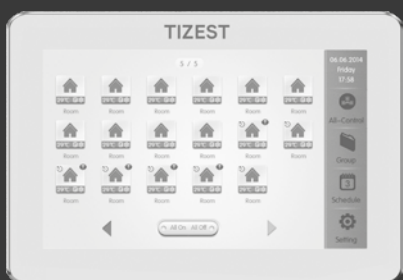 TIZEST
5 / 5
06.06.2014
Friday
17:58
Room Room Room Room Room Room
All-Control
Room Room Room Room Room Room
Group
3
Schedule
Room Room Room Room Room
All On All Off
Setting